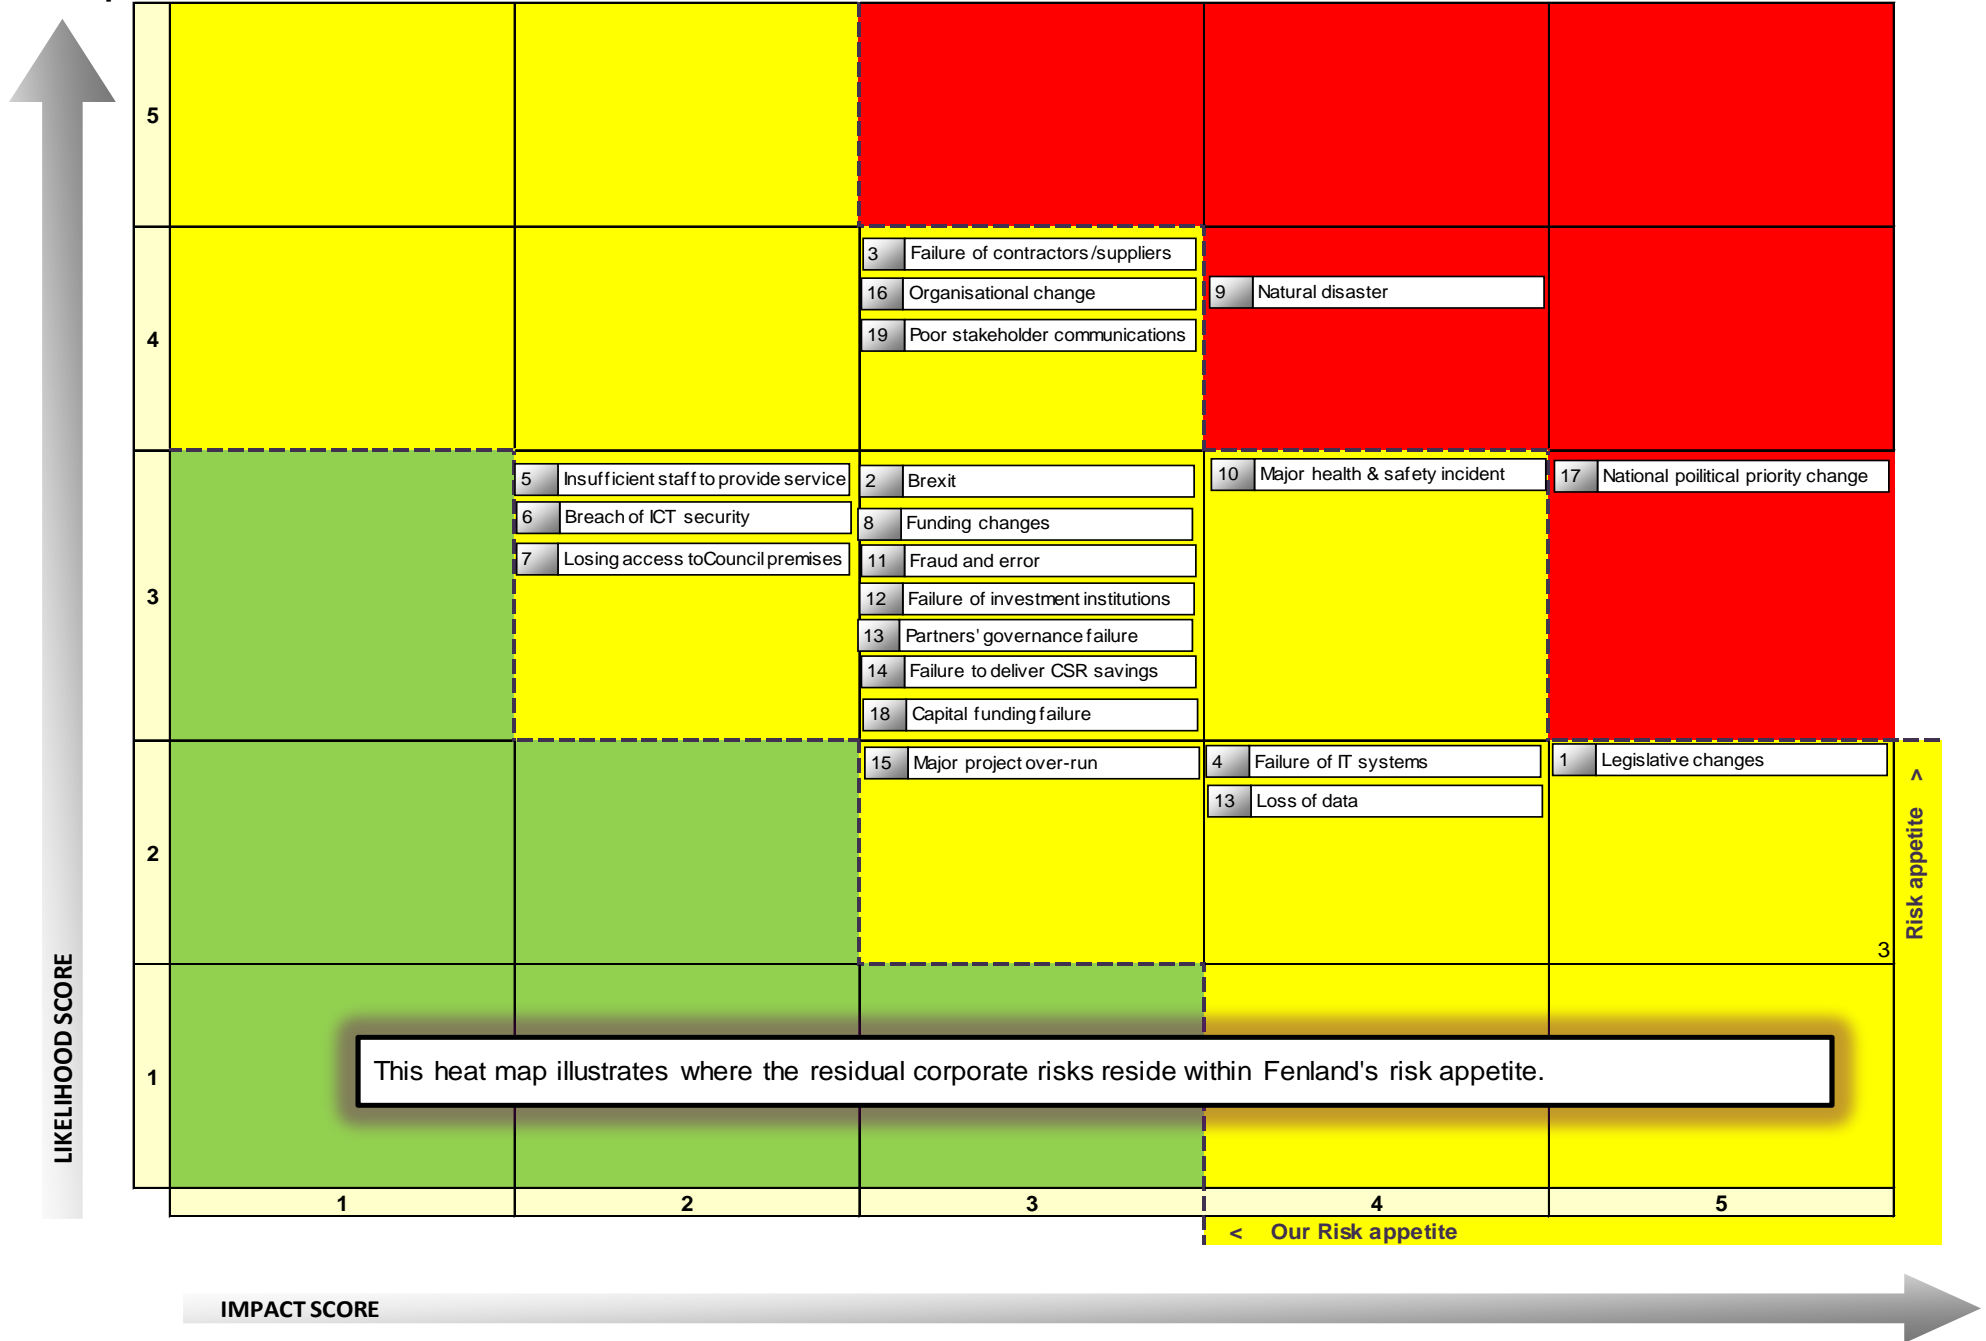 5
4
3 Failure of contractors/suppliers
16 Organisational change
19 Poor stakeholder communications
9 Natural disaster
3
5 Insufficient staff to provide service
6 Breach of ICT security
7 Losing access toCouncil premises
2 Brexit
8 Funding changes
11 Fraud and error
12 Failure of investment institutions
13 Partners' governance failure
14 Failure to deliver CSR savings
18 Capital funding failure
10 Major health & safety incident
17 National poilitical priority change
2
15 Major project over-run
4 Failure of IT systems
13 Loss of data
1 Legislative changes
3
Risk appetite >
1
This heat map illustrates where the residual corporate risks reside within Fenland's risk appetite.
1 2 3 4 5
< Our Risk appetite
LIKELIHOOD SCORE
IMPACT SCORE